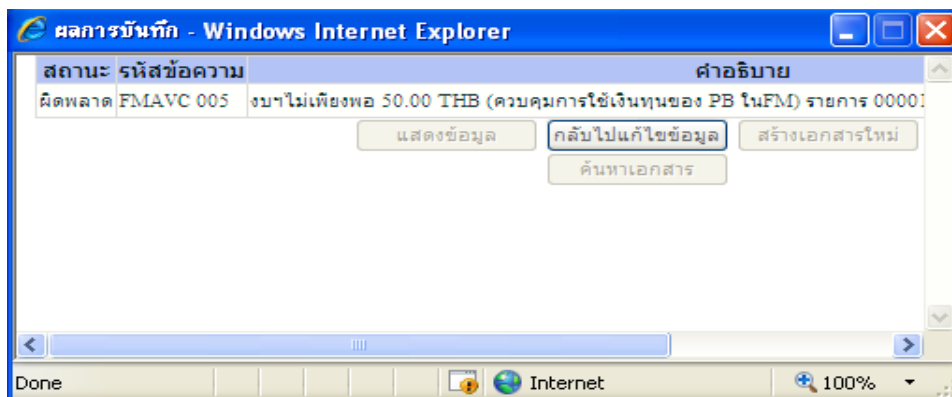 ผลการบันทึก - Windows Internet Explorer
สถานะ รหัสข้อความ คำอธิบาย
ผิดพลาด FMAVC 005 งบฯไม่เพียงพอ 50.00 THB (ควบคุมการใช้เงินทุนของ PB ในFM) รายการ 00001
แสดงข้อมูล กลับไปแก้ไขข้อมูล สร้างเอกสารใหม่
ค้นหาเอกสาร
Done Internet 100%